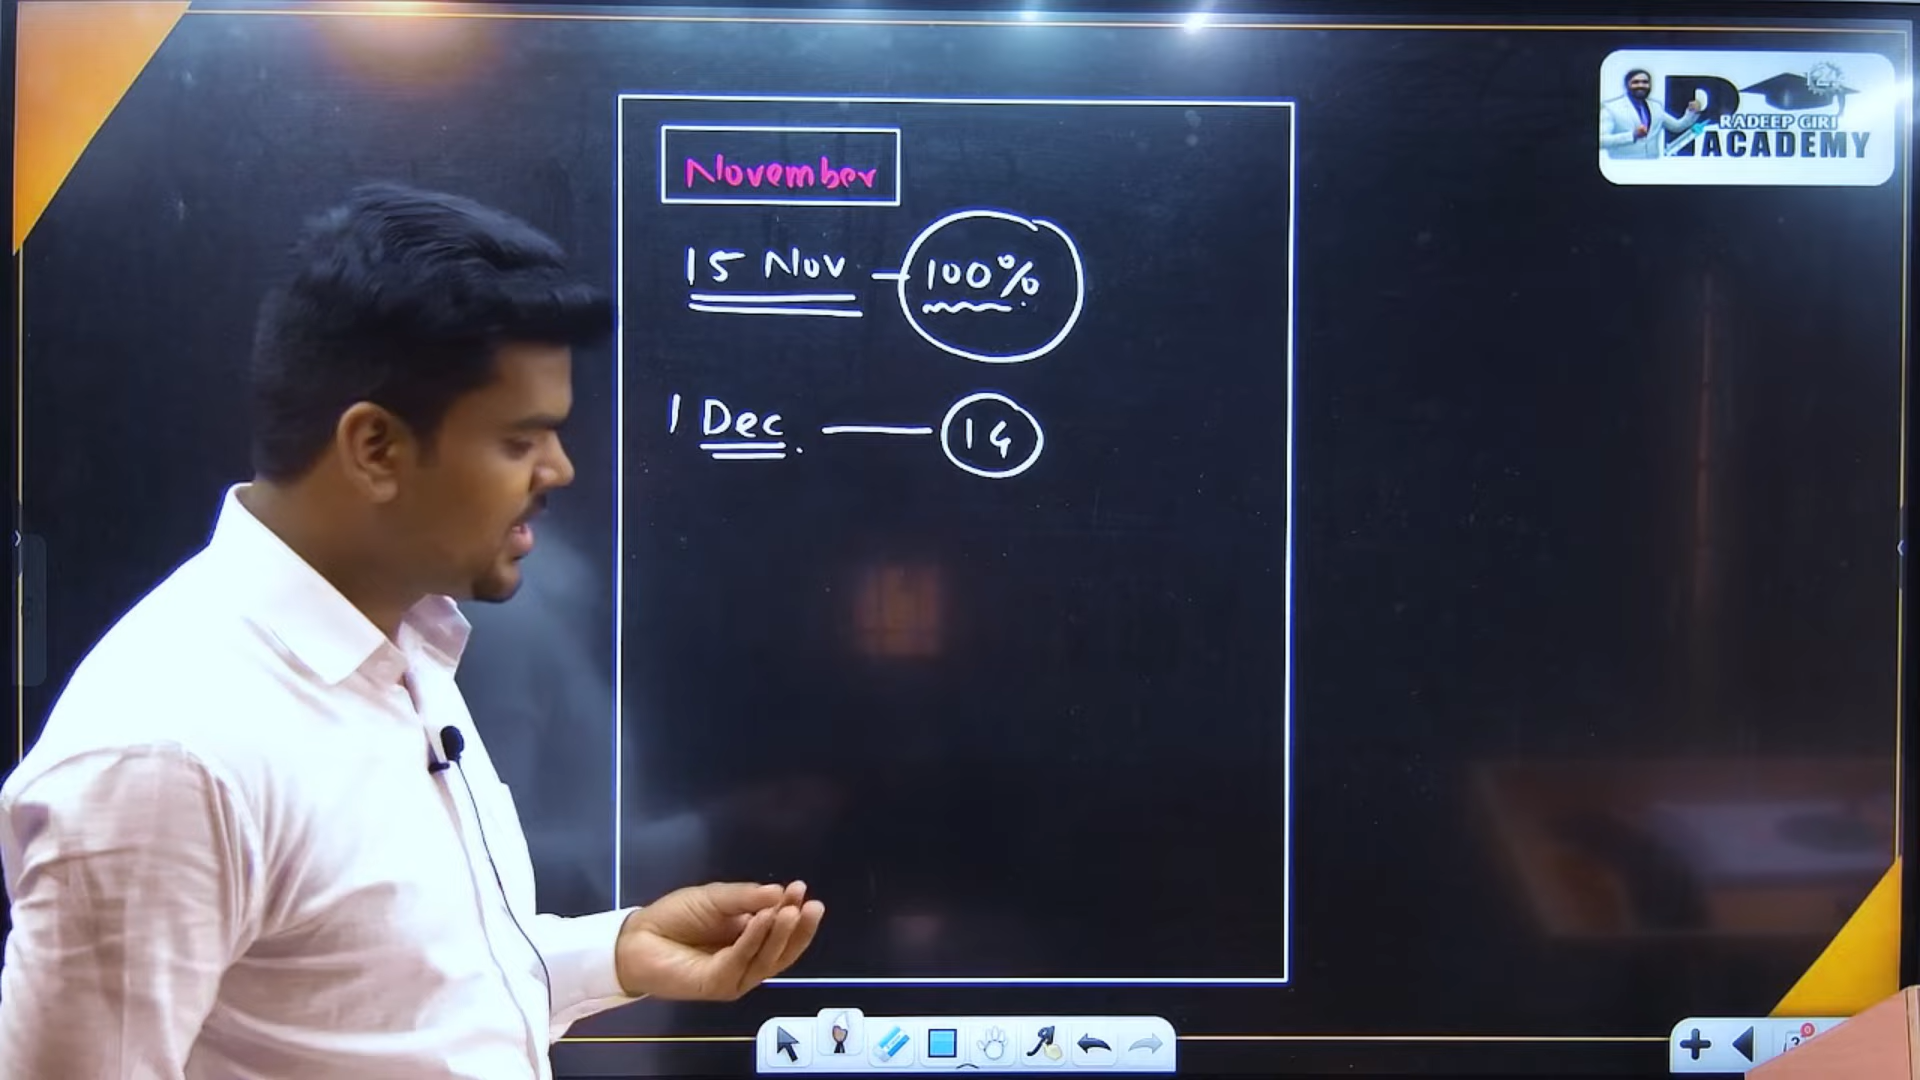 November
15 Nov - 100%
1 Dec. — 14
RADEEP GIRI
ACADEMY